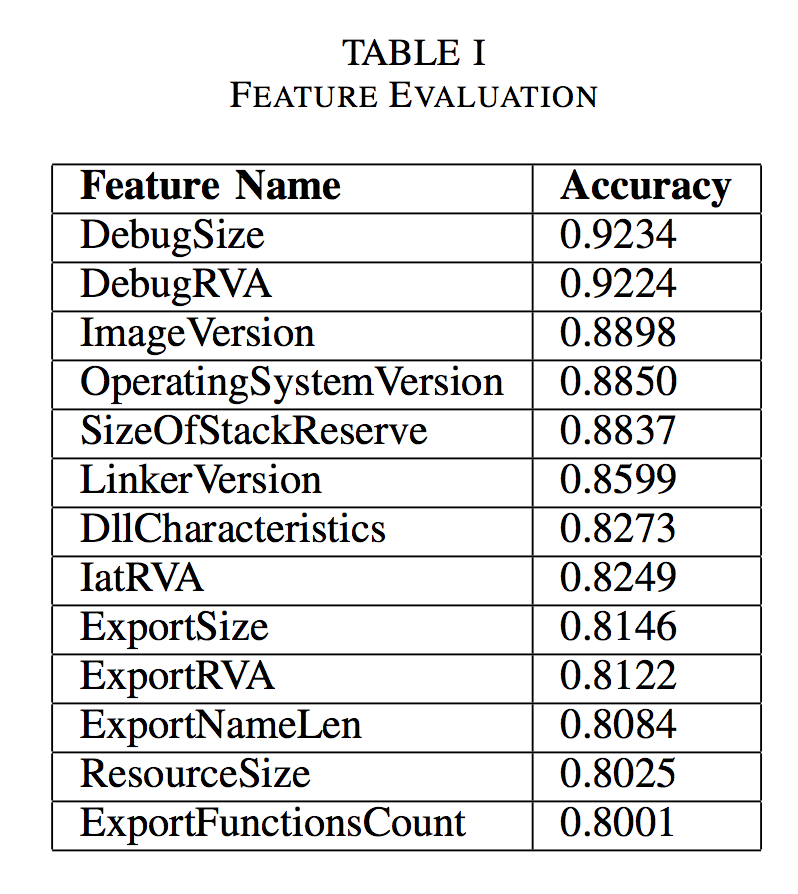 TABLE I
FEATURE EVALUATION
Feature Name Accuracy
DebugSize 0.9234
DebugRVA 0.9224
ImageVersion 0.8898
OperatingSystemVersion 0.8850
SizeOfStackReserve 0.8837
LinkerVersion 0.8599
DllCharacteristics 0.8273
IatRVA 0.8249
ExportSize 0.8146
ExportRVA 0.8122
ExportNameLen 0.8084
ResourceSize 0.8025
ExportFunctionsCount 0.8001